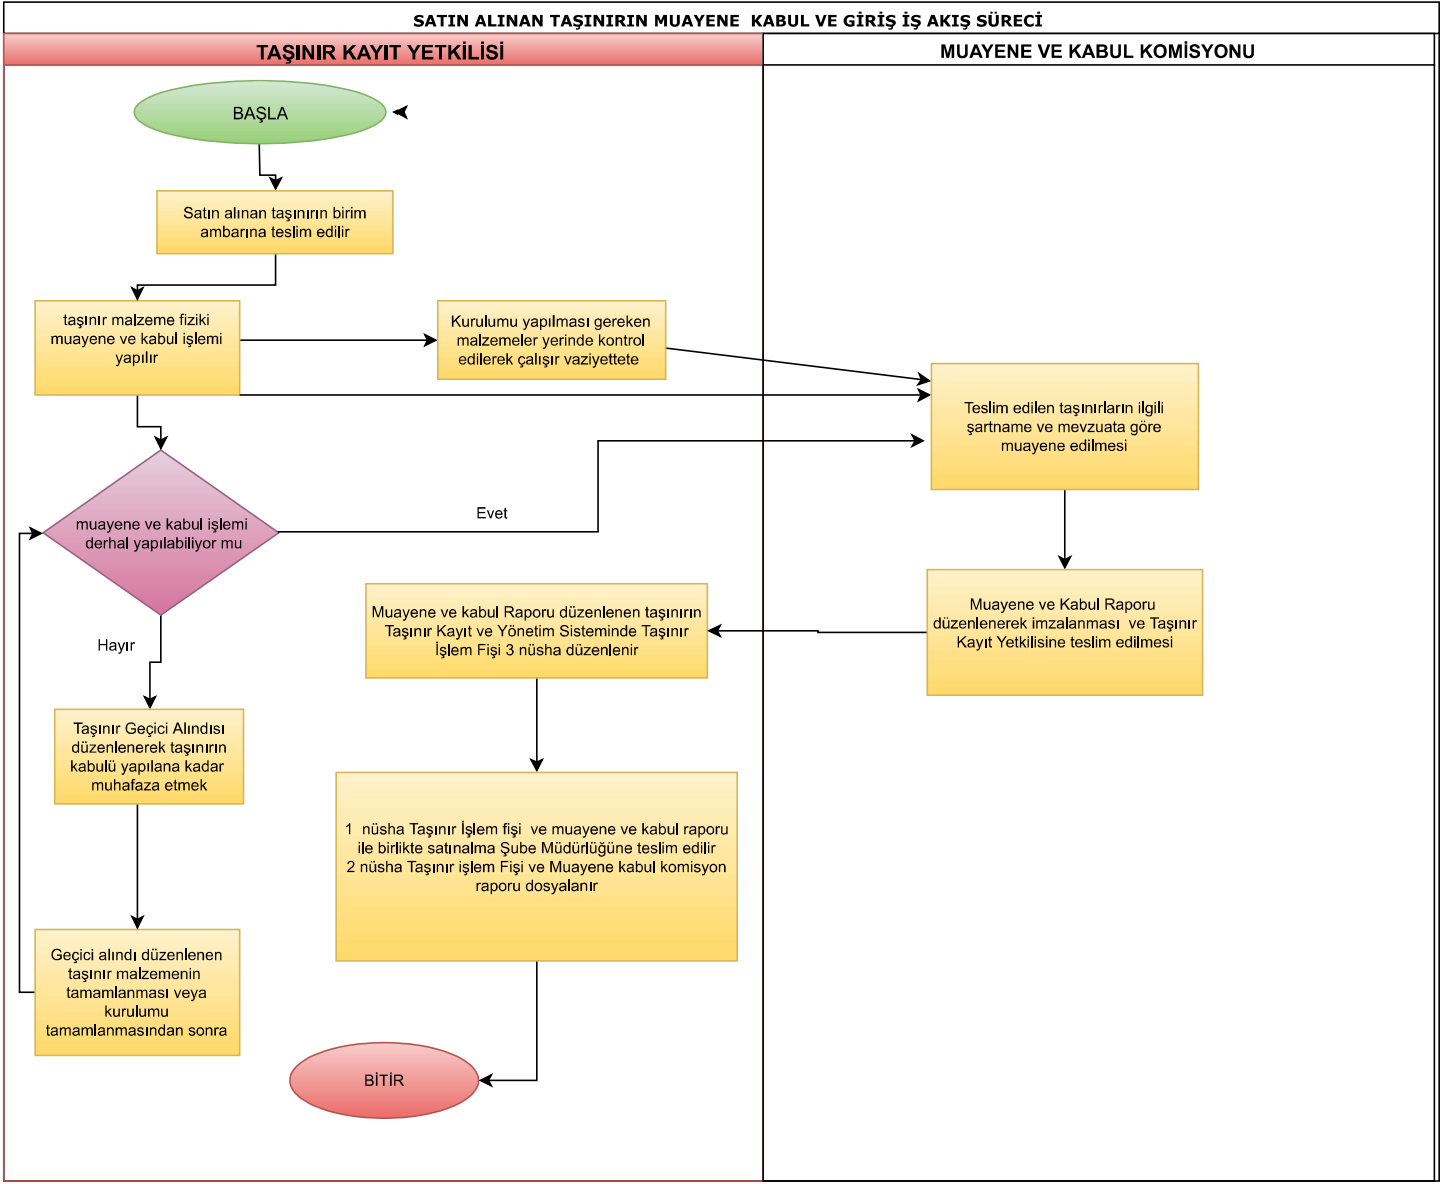 SATIN ALINAN TAŞINIRIN MUAYENE KABUL VE GİRİŞ İŞ AKIŞ SÜRECİ
TAŞINIR KAYIT YETKİLİSİ
MUAYENE VE KABUL KOMİSYONU
BAŞLA
Satın alınan taşınırın birim
ambarına teslim edilir
taşınır malzeme fiziki
muayene ve kabul işlemi
yapılır
Kurulumu yapılması gereken
malzemeler yerinde kontrol
edilerek çalışır vaziyettete
Teslim edilen taşınırların ilgili
şartname ve mevzuata göre
muayene edilmesi
muayene ve kabul işlemi
derhal yapılabiliyor mu
Evet
Hayır
Muayene ve Kabul Raporu
düzenlenerek imzalanması ve Taşınır
Kayıt Yetkilisine teslim edilmesi
Muayene ve kabul Raporu düzenlenen taşınırın
Taşınır Kayıt ve Yönetim Sisteminde Taşınır
İşlem Fişi 3 nüsha düzenlenir
Taşınır Geçici Alındısı
düzenlenerek taşınırın
kabülü yapılana kadar
muhafaza etmek
1 nüsha Taşınır İşlem fişi ve muayene ve kabul raporu
ile birlikte satınalma Şube Müdürlüğüne teslim edilir
2 nüsha Taşınır işlem Fişi ve Muayene kabul komisyon
raporu dosyalanır
Geçici alındı düzenlenen
taşınır malzemenin
tamamlanması veya
kurulumu
tamamlanmasından sonra
BİTİR